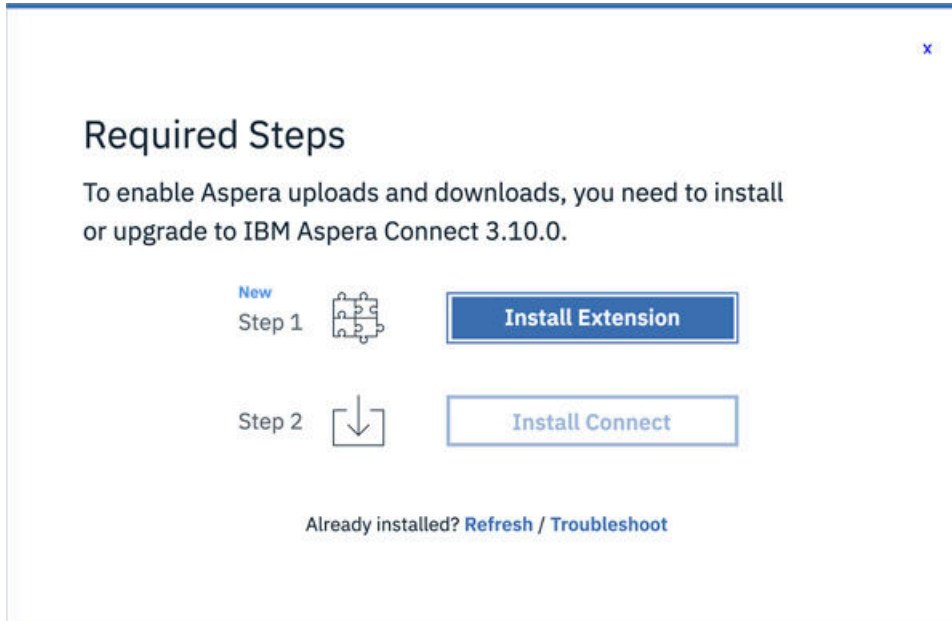 x
Required Steps
To enable Aspera uploads and downloads, you need to install
or upgrade to IBM Aspera Connect 3.10.0.
New
Step 1
Install Extension
Step 2
Install Connect
Already installed? Refresh / Troubleshoot